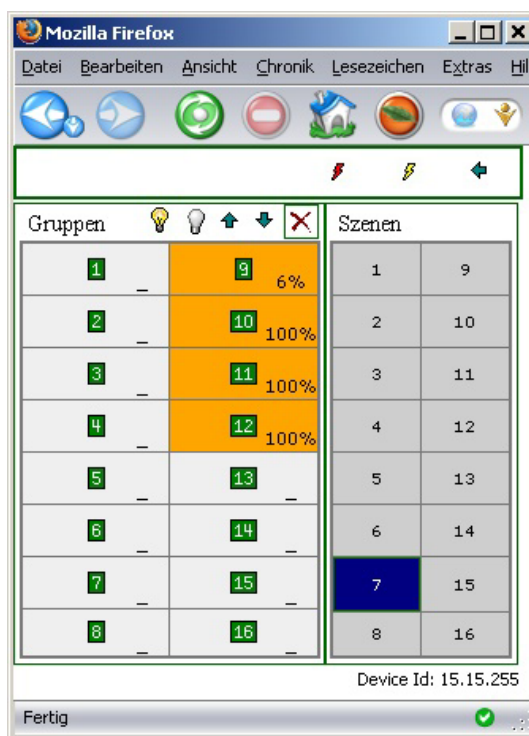 Mozilla Firefox
Datei Bearbeiten Ansicht Chronik Lesezeichen Extras Hil
Gruppen Szenen
1 _ 9 6% 1 9
2 _ 10 100% 2 10
3 _ 11 100% 3 11
4 _ 12 100% 4 12
5 _ 13 _ 5 13
6 _ 14 _ 6 14
7 _ 15 _ 7 15
8 _ 16 _ 8 16
Device Id: 15.15.255
Fertig